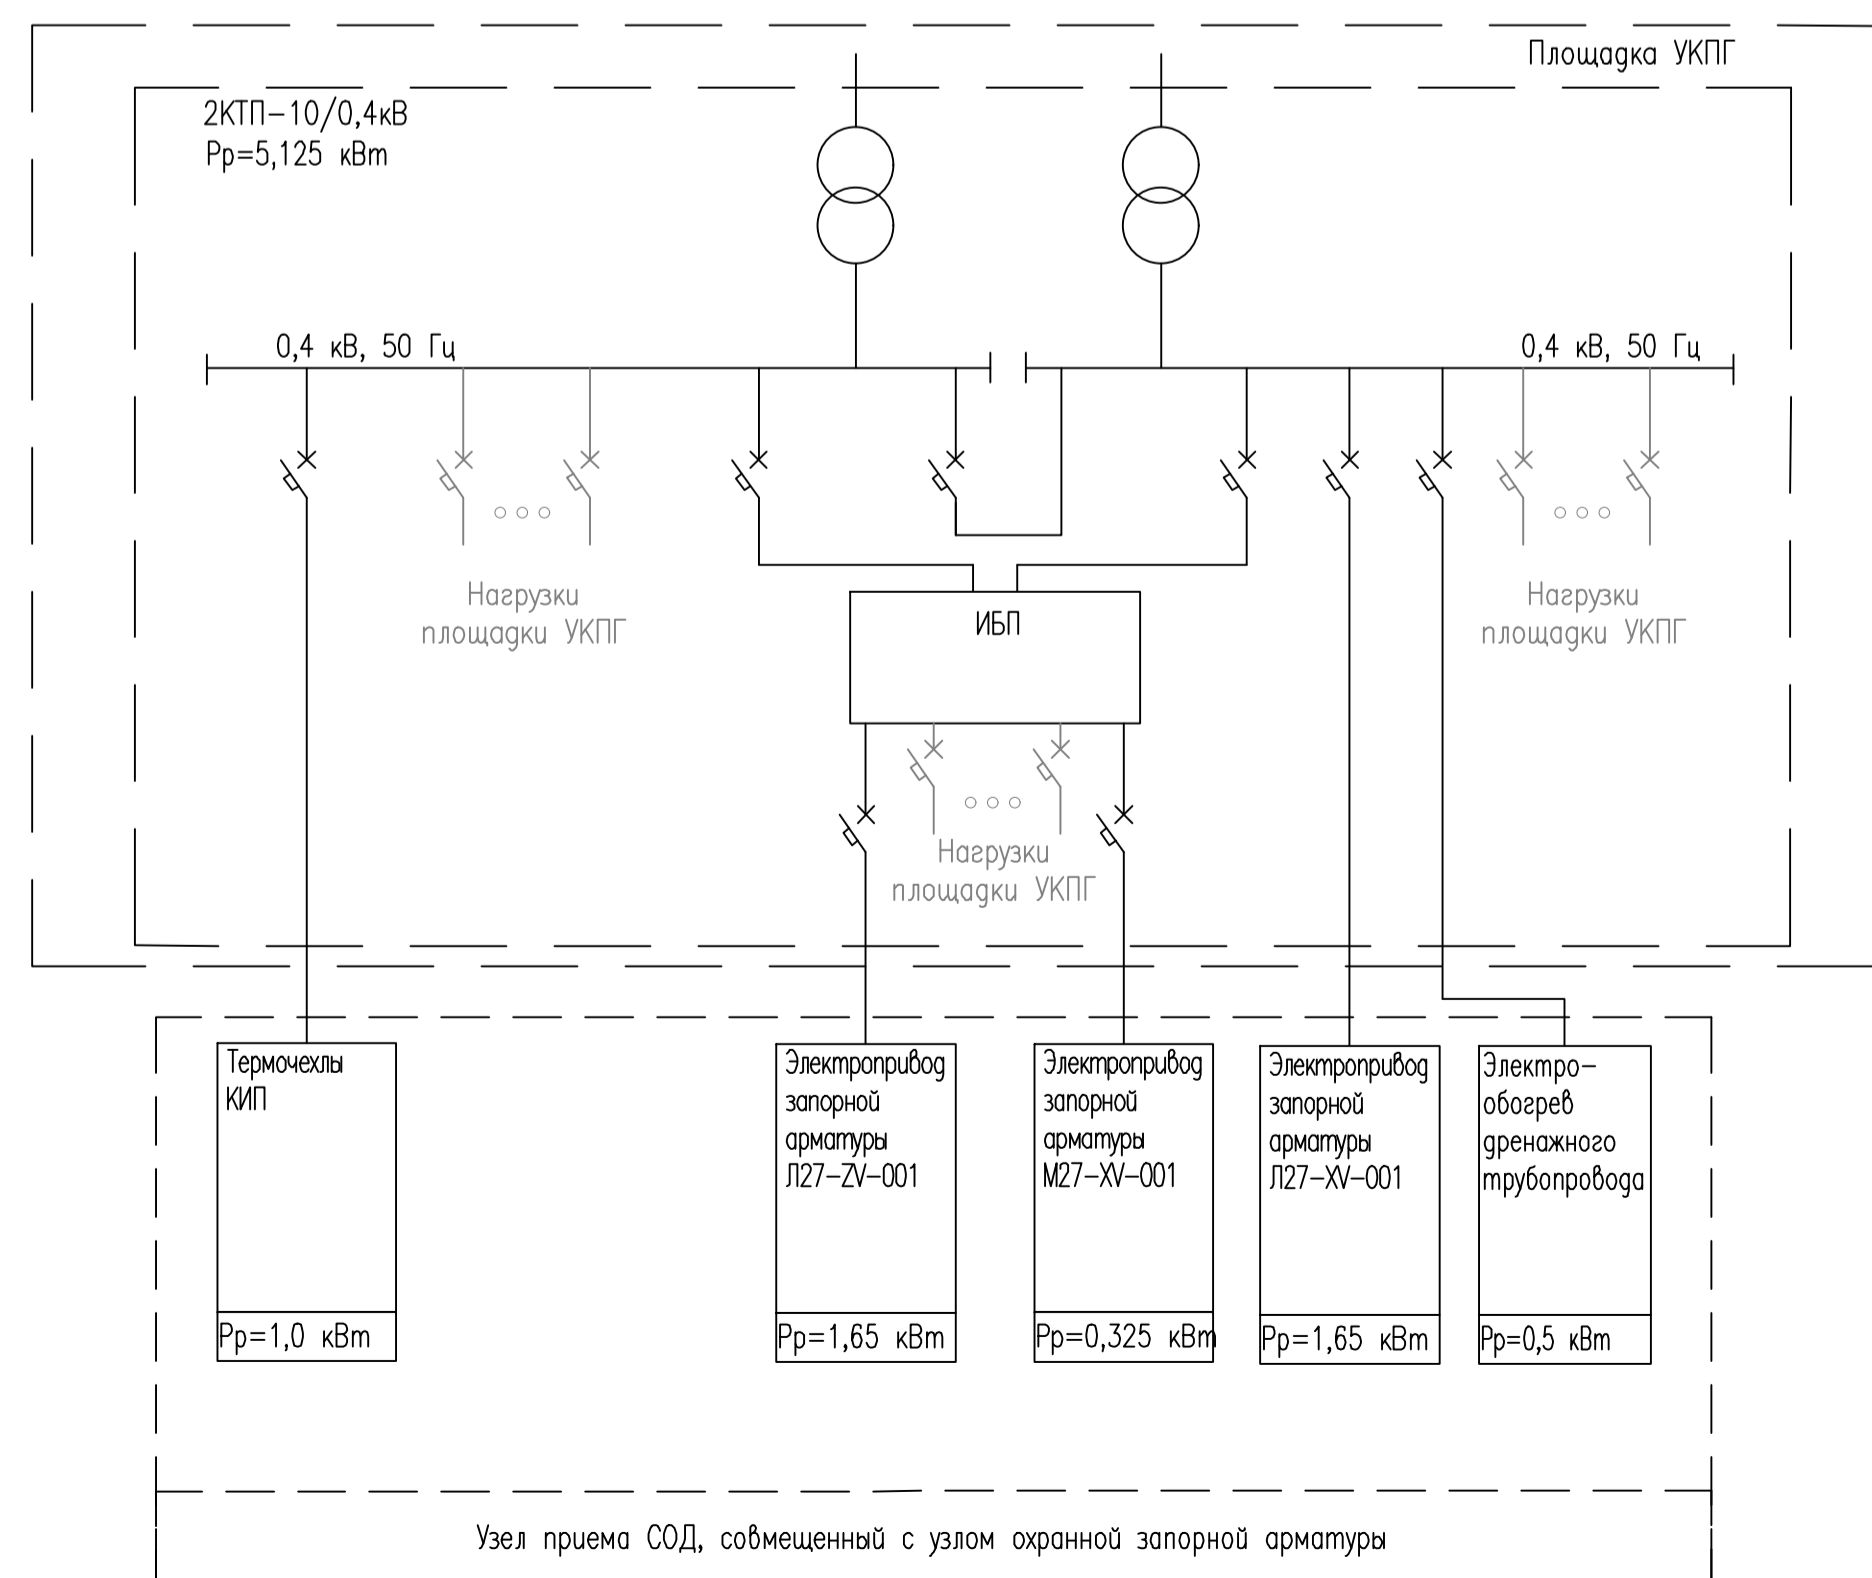 Площадка УКПГ
2КТП-10/0,4кВ
Рр=5,125 кВт
0,4 кВ, 50 Гц
0,4 кВ, 50 Гц
Нагрузки
площадки УКПГ
Нагрузки
площадки УКПГ
ИБП
Нагрузки
площадки УКПГ
Термочехлы
КИП
Рр=1,0 кВт
Электропривод
запорной
арматуры
Л27-ZV-001
Рр=1,65 кВт
Электропривод
запорной
арматуры
М27-XV-001
Рр=0,325 кВт
Электропривод
запорной
арматуры
Л27-XV-001
Рр=1,65 кВт
Электро-
обогрев
дренажного
трубопровода
Рр=0,5 кВт
Узел приема СОД, совмещенный с узлом охранной запорной арматуры